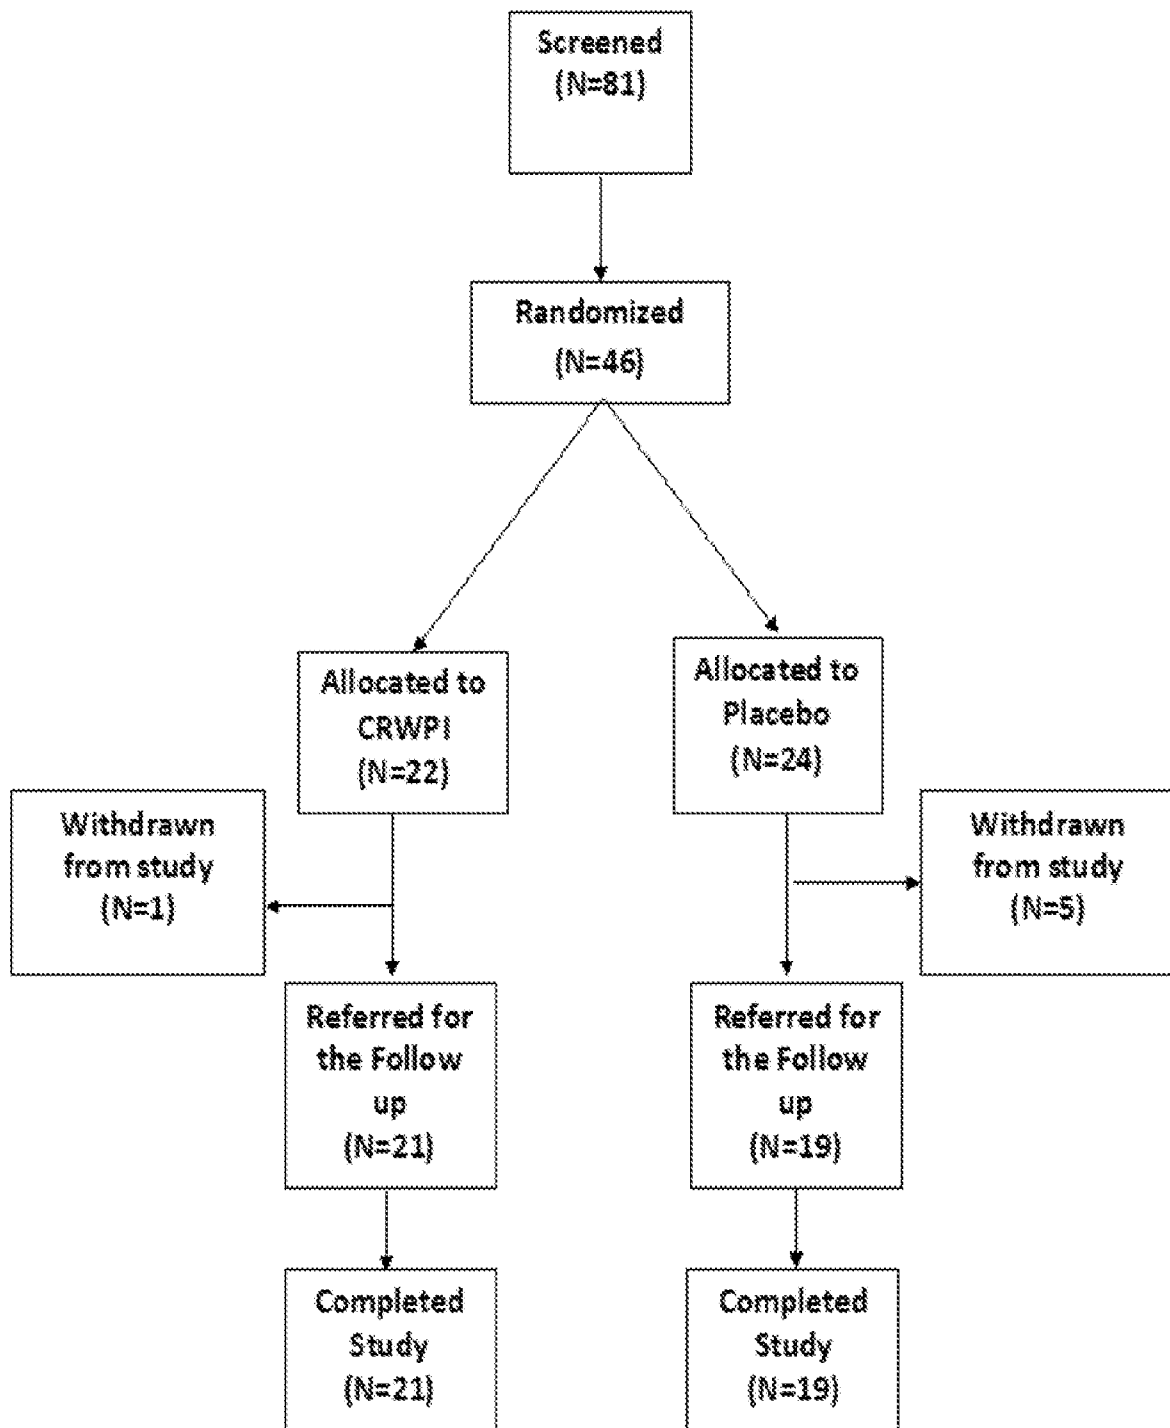 Screened
(N=81)
Randomized
(N=46)
Allocated to
CRWPI
(N=22)
Allocated to
Placebo
(N=24)
Withdrawn
from study
(N=1)
Withdrawn
from study
(N=5)
Referred for
the Follow
up
(N=21)
Referred for
the Follow
up
(N=19)
Completed
Study
(N=21)
Completed
Study
(N=19)